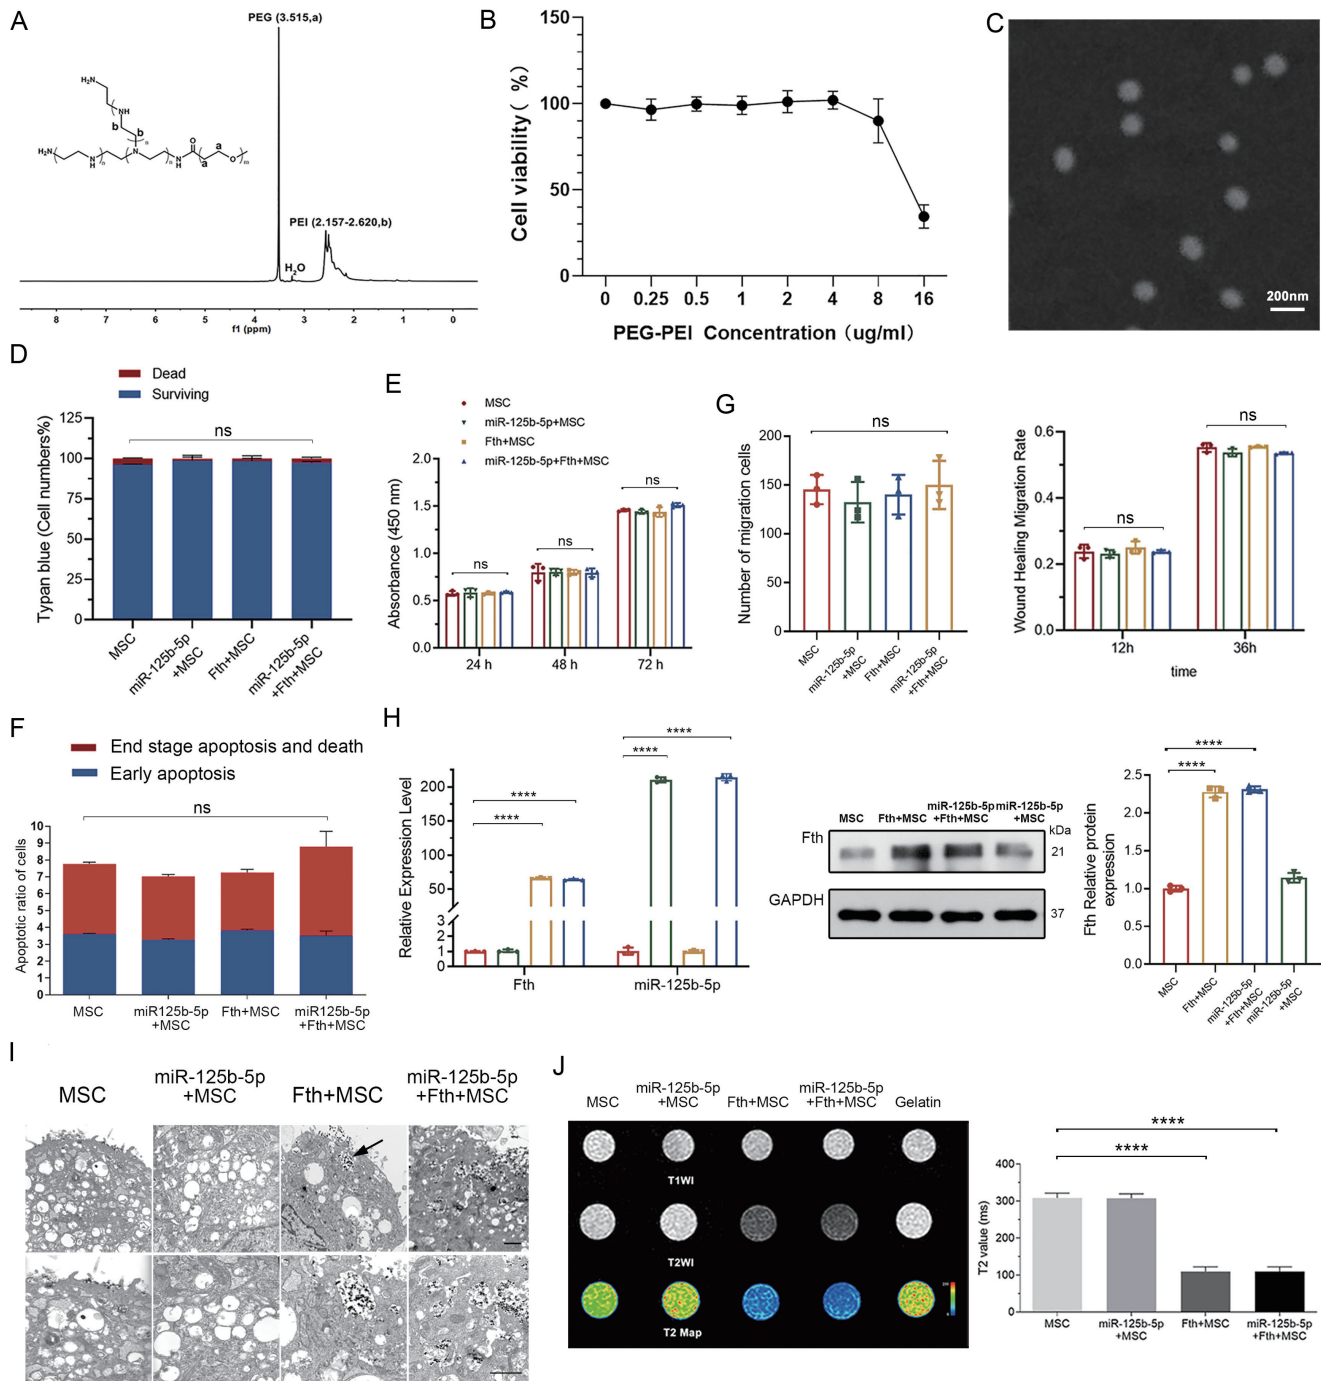 A
PEG (3.515,a)
H₂N
NH
b
b
n
H₂N
N
H
n
N
n
NH
O
a
a
O
m
PEI (2.157-2.620,b)
H₂O
8 7 6 5 4 3 2 1 0
f1 (ppm)
B
Cell viability( %)
150
100
50
0
0 0.25 0.5 1 2 4 8 16
PEG-PEI Concentration(ug/ml)
C
200nm
D
Dead
Surviving
Typan blue (Cell numbers%)
125
100
75
50
25
0
ns
MSC
miR-125b-5p
+MSC
Fth+MSC
miR-125b-5p
+Fth+MSC
E
MSC
miR-125b-5p+MSC
Fth+MSC
miR-125b-5p+Fth+MSC
Absorbance (450 nm)
2.0
1.5
1.0
0.5
0.0
ns
ns
ns
24 h 48 h 72 h
G
Number of migration cells
200
150
100
50
0
ns
MSC
miR-125b-5p
+MSC
Fth+MSC
miR-125b-5p
+Fth+MSC
Wound Healing Migration Rate
0.6
0.4
0.2
0.0
ns
ns
12h 36h
time
F
End stage apoptosis and death
Early apoptosis
Apoptotic ratio of cells
10
9
8
7
6
5
4
3
2
1
0
ns
MSC
miR125b-5p
+MSC
Fth+MSC
miR125b-5p
+Fth+MSC
H
Relative Expression Level
200
150
100
50
3
2
1
0
****
****
****
****
Fth miR-125b-5p
MSC
Fth+MSC
miR-125b-5p
+Fth+MSC
miR-125b-5p
+MSC
kDa
Fth
21
GAPDH
37
Fth Relative protein
expression
2.5
2.0
1.5
1.0
0.5
0.0
****
****
MSC
Fth+MSC
miR-125b-5p
+Fth+MSC
miR-125b-5p
+MSC
I
MSC
miR-125b-5p
+MSC
Fth+MSC
miR-125b-5p
+Fth+MSC
J
MSC
miR-125b-5p
+MSC
Fth+MSC
miR-125b-5p
+Fth+MSC
Gelatin
T1WI
T2WI
T2 Map
T2 value (ms)
400
300
200
100
0
****
****
MSC
miR-125b-5p
+MSC
Fth+MSC
miR-125b-5p
+Fth+MSC